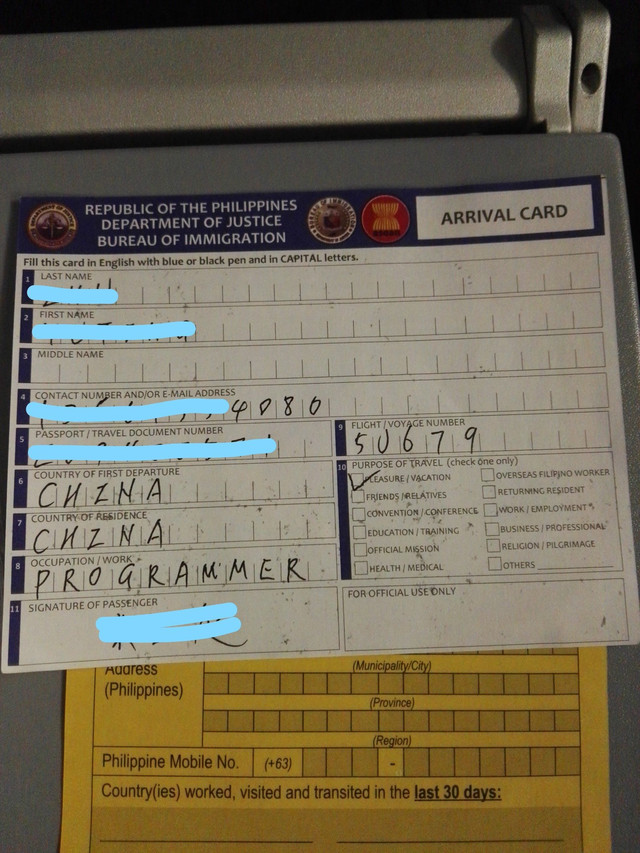 REPUBLIC OF THE PHILIPPINES
DEPARTMENT OF JUSTICE
BUREAU OF IMMIGRATION
ARRIVAL CARD
Fill this card in English with blue or black pen and in CAPITAL letters.
1 LAST NAME
2 FIRST NAME
3 MIDDLE NAME
4 CONTACT NUMBER AND/OR E-MAIL ADDRESS
4080
5 PASSPORT / TRAVEL DOCUMENT NUMBER
9 FLIGHT / VOYAGE NUMBER
5U679
6 COUNTRY OF FIRST DEPARTURE
CHINA
7 COUNTRY OF RESIDENCE
CHINA
8 OCCUPATION / WORK
PROGRAMMER
10 PURPOSE OF TRAVEL (check one only)
PLEASURE / VACATION
FRIENDS / RELATIVES
CONVENTION / CONFERENCE
EDUCATION / TRAINING
OFFICIAL MISSION
HEALTH / MEDICAL
OVERSEAS FILIPINO WORKER
RETURNING RESIDENT
WORK / EMPLOYMENT
BUSINESS / PROFESSIONAL
RELIGION / PILGRIMAGE
OTHERS
11 SIGNATURE OF PASSENGER
FOR OFFICIAL USE ONLY
Address
(Philippines)
(Municipality/City)
(Province)
(Region)
Philippine Mobile No. (+63) -
Country(ies) worked, visited and transited in the last 30 days: